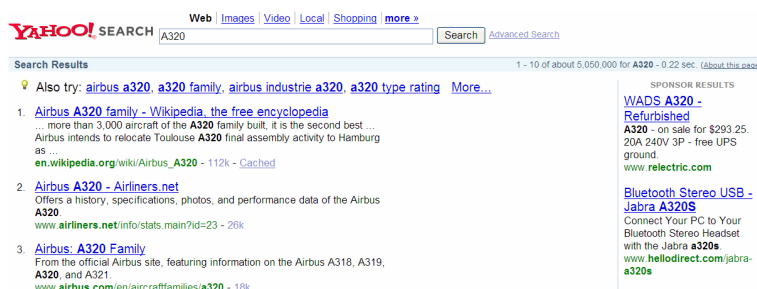 Web | Images | Video | Local | Shopping | more »
YAHOO! SEARCH A320 Search Advanced Search
Search Results 1 - 10 of about 5,050,000 for A320 - 0.22 sec. (About this page
Also try: airbus a320, a320 family, airbus industrie a320, a320 type rating More...
1. Airbus A320 family - Wikipedia, the free encyclopedia
... more than 3,000 aircraft of the A320 family built, it is the second best ...
Airbus intends to relocate Toulouse A320 final assembly activity to Hamburg
as ...
en.wikipedia.org/wiki/Airbus_A320 - 112k - Cached
2. Airbus A320 - Airliners.net
Offers a history, specifications, photos, and performance data of the Airbus
A320.
www.airliners.net/info/stats.main?id=23 - 26k
3. Airbus: A320 Family
From the official Airbus site, featuring information on the Airbus A318, A319,
A320, and A321.
www.airbus.com/en/aircraftfamilies/a320 - 18k
SPONSOR RESULTS
WADS A320 -
Refurbished
A320 - on sale for $293.25.
20A 240V 3P - free UPS
ground.
www.relectric.com
Bluetooth Stereo USB -
Jabra A320S
Connect Your PC to Your
Bluetooth Stereo Headset
with the Jabra a320s.
www.hellodirect.com/jabra-
a320s